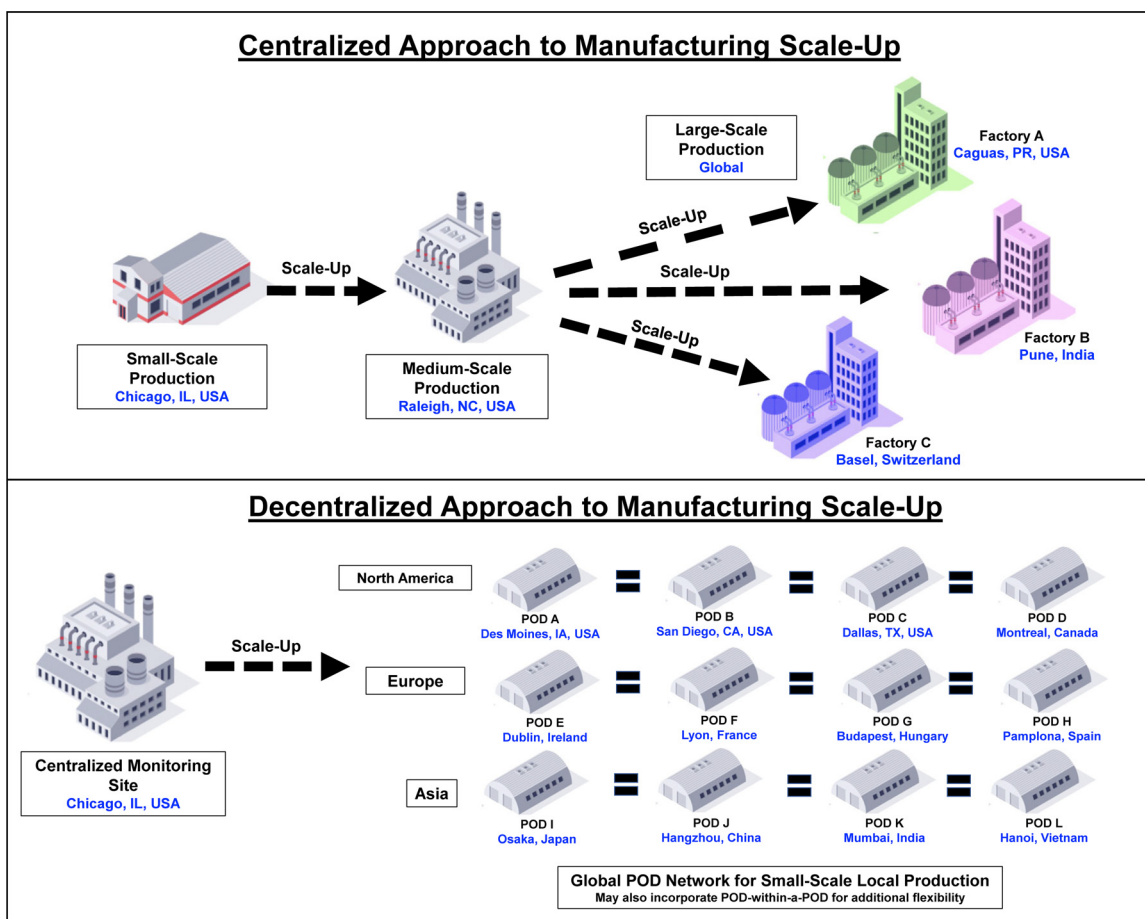 Centralized Approach to Manufacturing Scale-Up
Large-Scale
Production
Global
Factory A
Caguas, PR, USA
Scale-Up
Scale-Up
Scale-Up
Scale-Up
Small-Scale
Production
Chicago, IL, USA
Medium-Scale
Production
Raleigh, NC, USA
Factory B
Pune, India
Factory C
Basel, Switzerland
Decentralized Approach to Manufacturing Scale-Up
North America
POD A
Des Moines, IA, USA
POD B
San Diego, CA, USA
POD C
Dallas, TX, USA
POD D
Montreal, Canada
Scale-Up
Europe
POD E
Dublin, Ireland
POD F
Lyon, France
POD G
Budapest, Hungary
POD H
Pamplona, Spain
Centralized Monitoring
Site
Chicago, IL, USA
Asia
POD I
Osaka, Japan
POD J
Hangzhou, China
POD K
Mumbai, India
POD L
Hanoi, Vietnam
Global POD Network for Small-Scale Local Production
May also incorporate POD-within-a-POD for additional flexibility